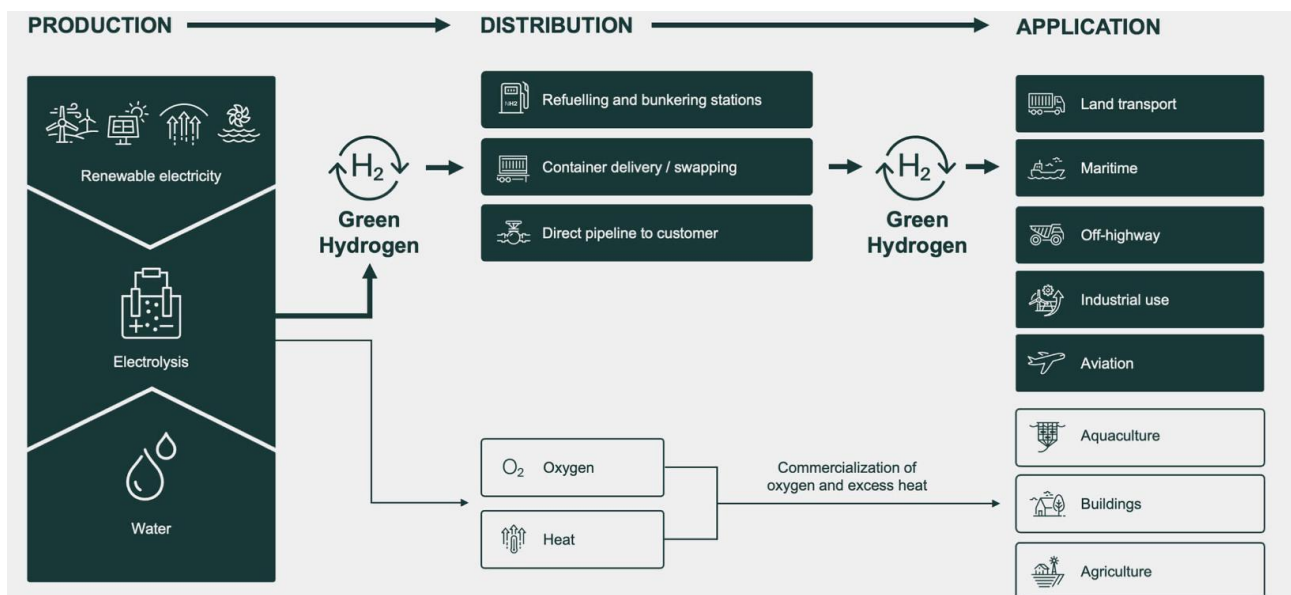 PRODUCTION
DISTRIBUTION
APPLICATION
Renewable electricity
Electrolysis
Water
H2
Green
Hydrogen
NH2
Refuelling and bunkering stations
Container delivery / swapping
Direct pipeline to customer
H2
Green
Hydrogen
Land transport
Maritime
Off-highway
Industrial use
Aviation
O2 Oxygen
Heat
Commercialization of
oxygen and excess heat
Aquaculture
Buildings
Agriculture